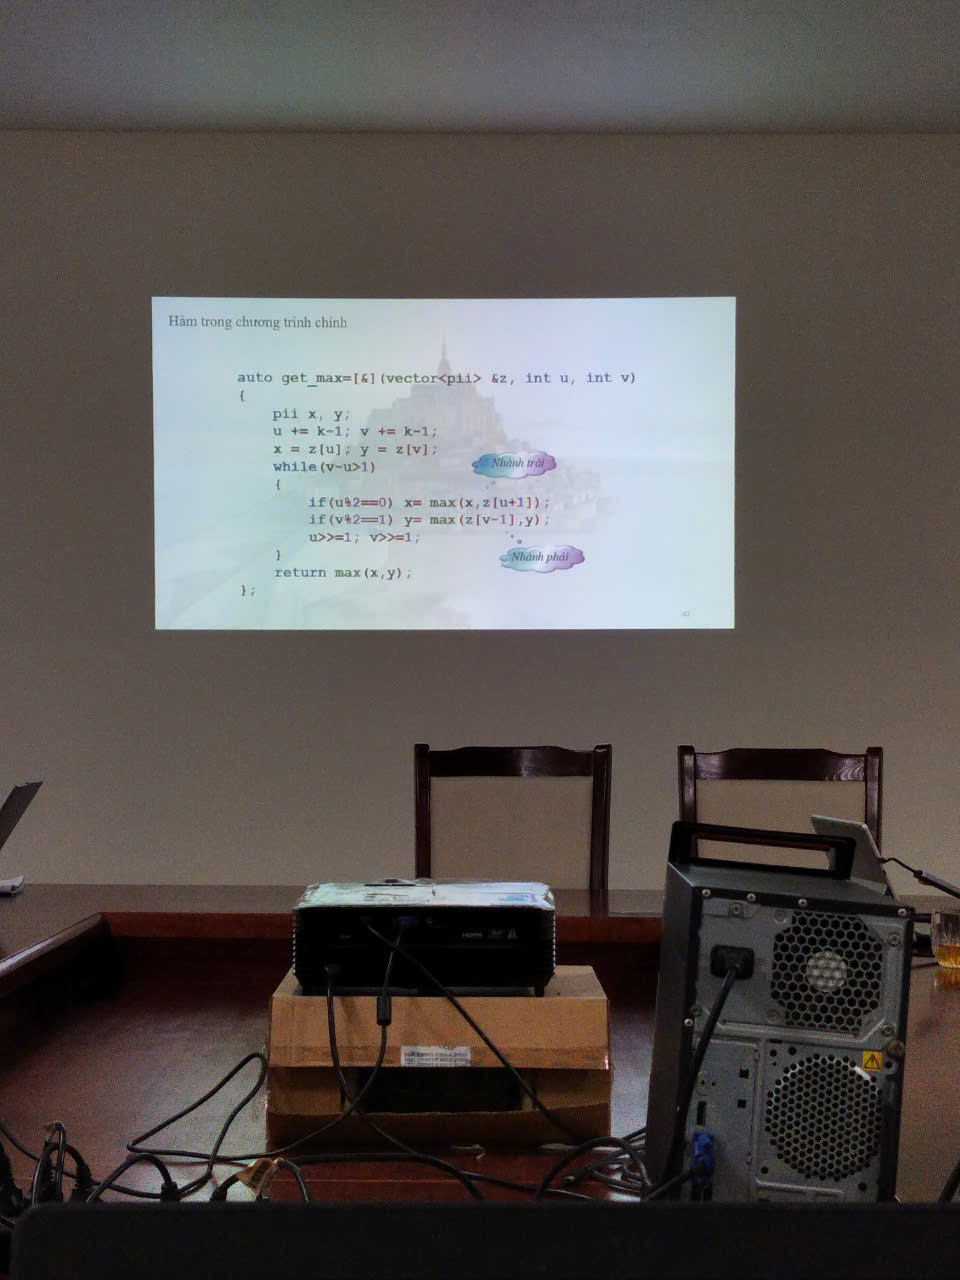 Hàm trong chương trình chính
auto get_max=[&](vector<pii> &z, int u, int v)
{
pii x, y;
u += k-1; v += k-1;
x = z[u]; y = z[v];
while(v-u>1)
Nhánh trái
{
if(u%2==0) x= max(x,z[u+1]);
if(v%2==1) y= max(z[v-1],y);
u>>=1; v>>=1;
}
Nhánh phải
return max(x,y);
};
HDMI